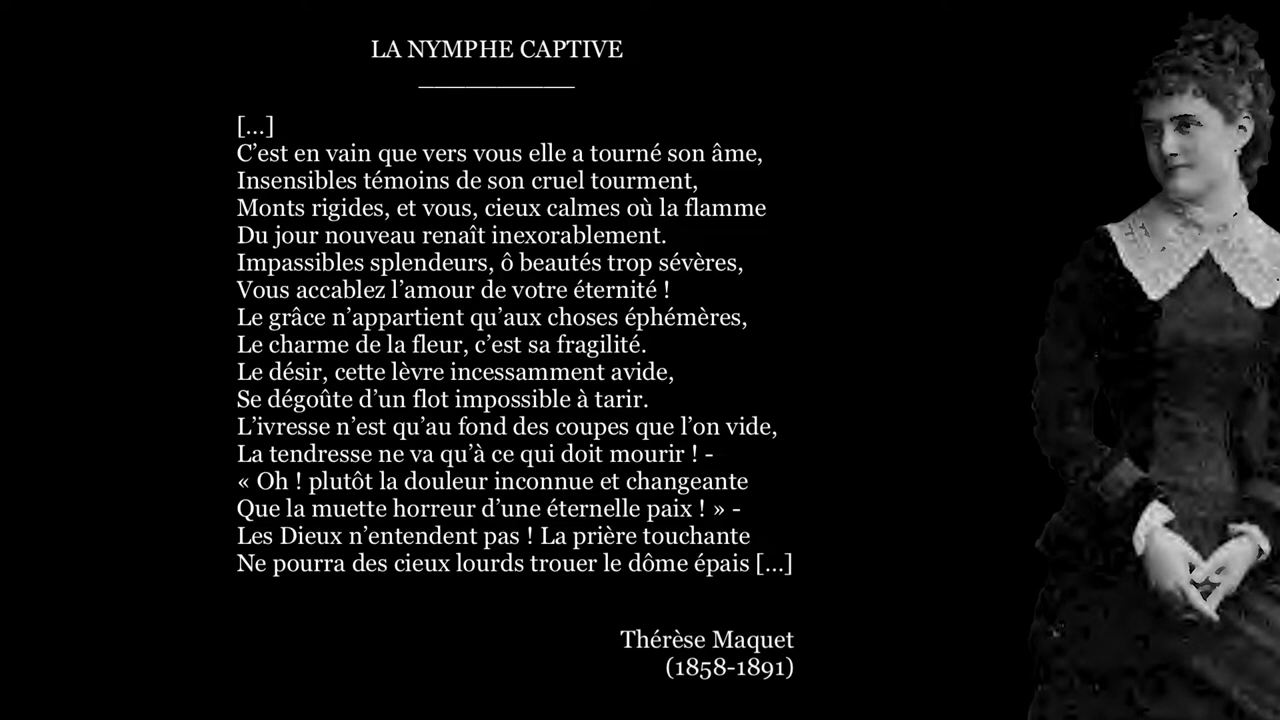 LA NYMPHE CAPTIVE
____________
[...]
C’est en vain que vers vous elle a tourné son âme,
Insensibles témoins de son cruel tourment,
Monts rigides, et vous, cieux calmes où la flamme
Du jour nouveau renaît inexorablement.
Impassibles splendeurs, ô beautés trop sévères,
Vous accablez l’amour de votre éternité !
Le grâce n’appartient qu’aux choses éphémères,
Le charme de la fleur, c’est sa fragilité.
Le désir, cette lèvre incessamment avide,
Se dégoûte d’un flot impossible à tarir.
L’ivresse n’est qu’au fond des coupes que l’on vide,
La tendresse ne va qu’à ce qui doit mourir ! -
« Oh ! plutôt la douleur inconnue et changeante
Que la muette horreur d’une éternelle paix ! » -
Les Dieux n’entendent pas ! La prière touchante
Ne pourra des cieux lourds trouer le dôme épais [...]
Thérèse Maquet
(1858-1891)